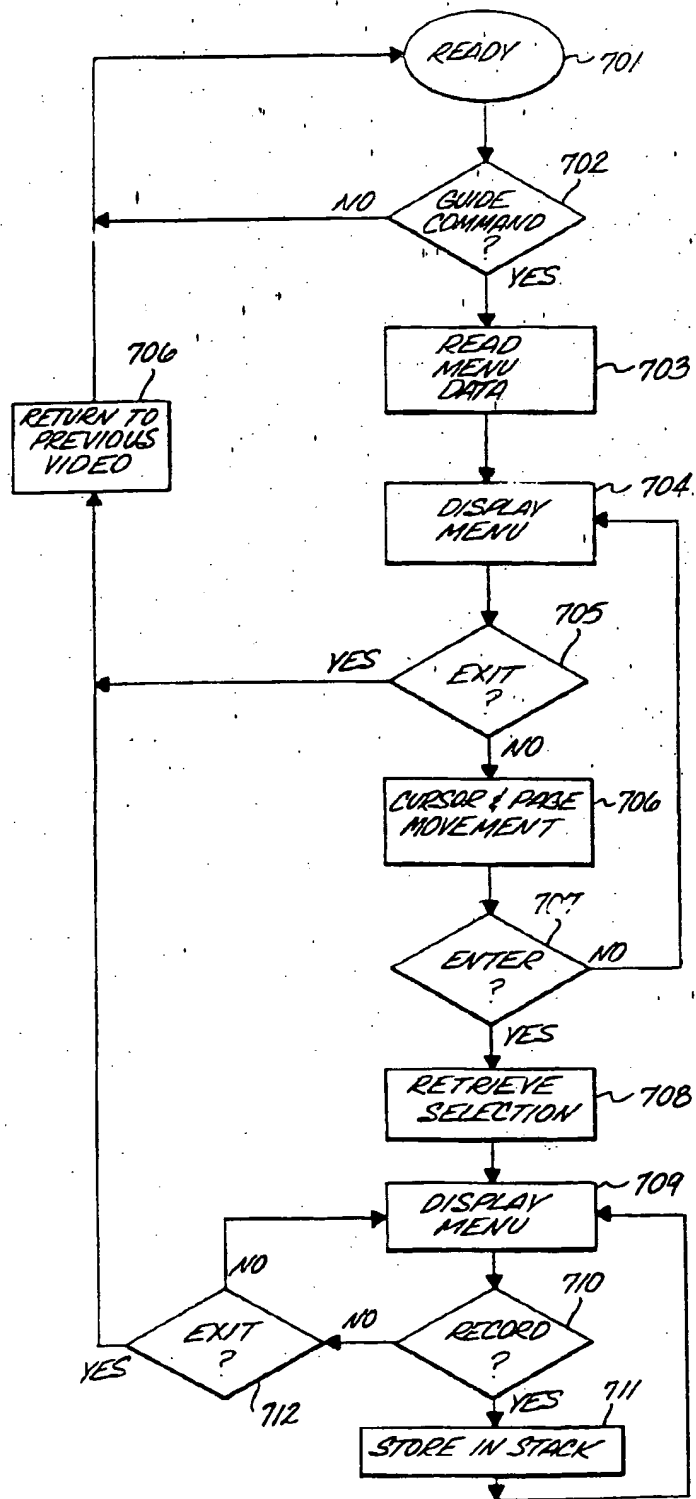 READY
701
702
NO
GUIDE
COMMAND
?
YES
706
READ
MENU
DATA
703
RETURN TO
PREVIOUS
VIDEO
704
DISPLAY
MENU
705
YES
EXIT
?
NO
CURSOR & PAGE
MOVEMENT
706
707
ENTER
?
NO
YES
RETRIEVE
SELECTION
708
709
DISPLAY
MENU
NO
710
EXIT
?
NO
RECORD
?
YES
712
YES
711
STORE IN STACK